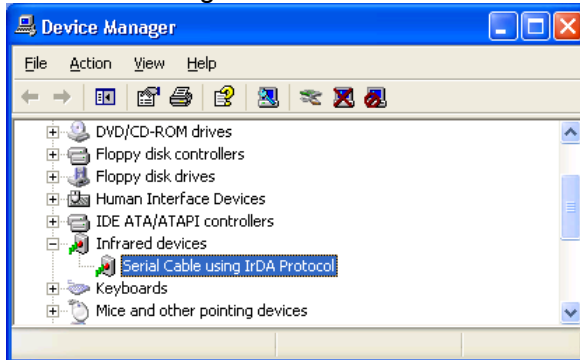 Device Manager
File Action View Help
DVD/CD-ROM drives
Floppy disk controllers
Floppy disk drives
Human Interface Devices
IDE ATA/ATAPI controllers
Infrared devices
Serial Cable using IrDA Protocol
Keyboards
Mice and other pointing devices